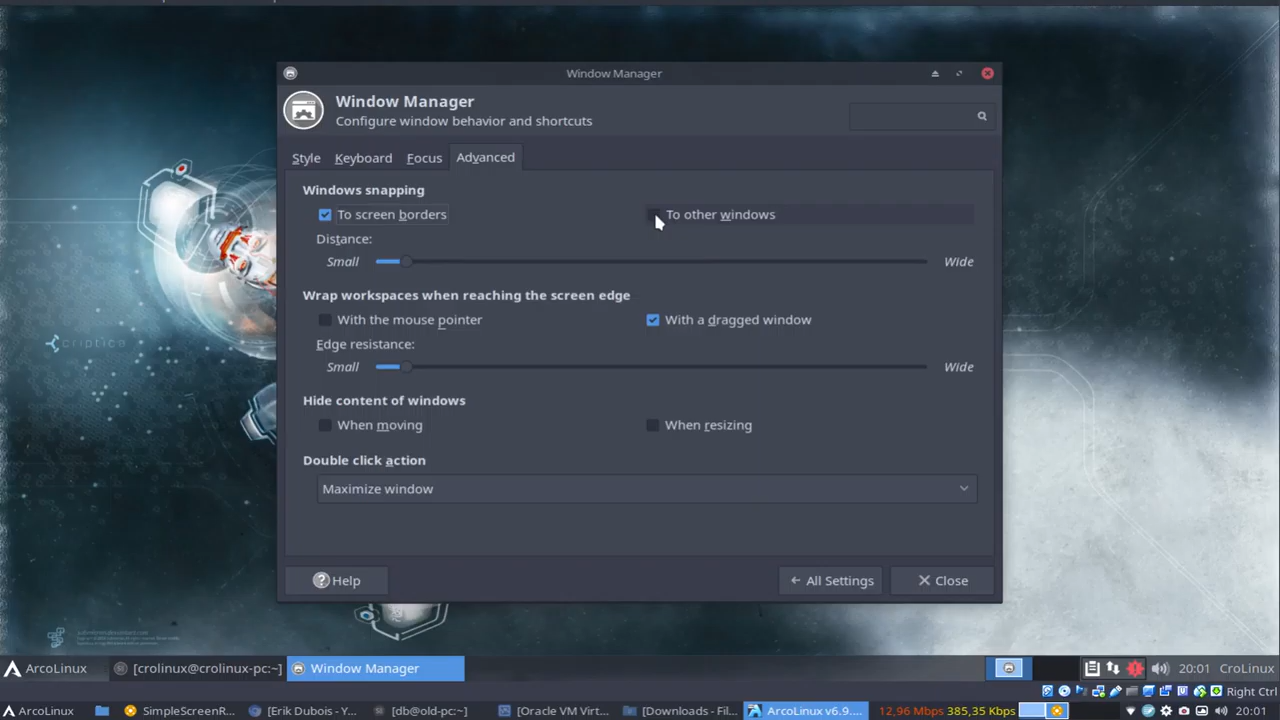 Window Manager
Window Manager
Configure window behavior and shortcuts
Style Keyboard Focus Advanced
Windows snapping
To screen borders To other windows
Distance:
Small Wide
Wrap workspaces when reaching the screen edge
With the mouse pointer With a dragged window
Edge resistance:
Small Wide
Hide content of windows
When moving When resizing
Double click action
Maximize window
Help All Settings Close
criptica
ArcoLinux [crolinux@crolinux-pc:~] Window Manager 20:01 CroLinux
Right Ctrl
ArcoLinux SimpleScreenR... [Erik Dubois - Y... [db@old-pc:~] [Oracle VM Virt... [Downloads - Fil... ArcoLinux v6.9.... 12,96 Mbps 385,35 Kbps 20:01